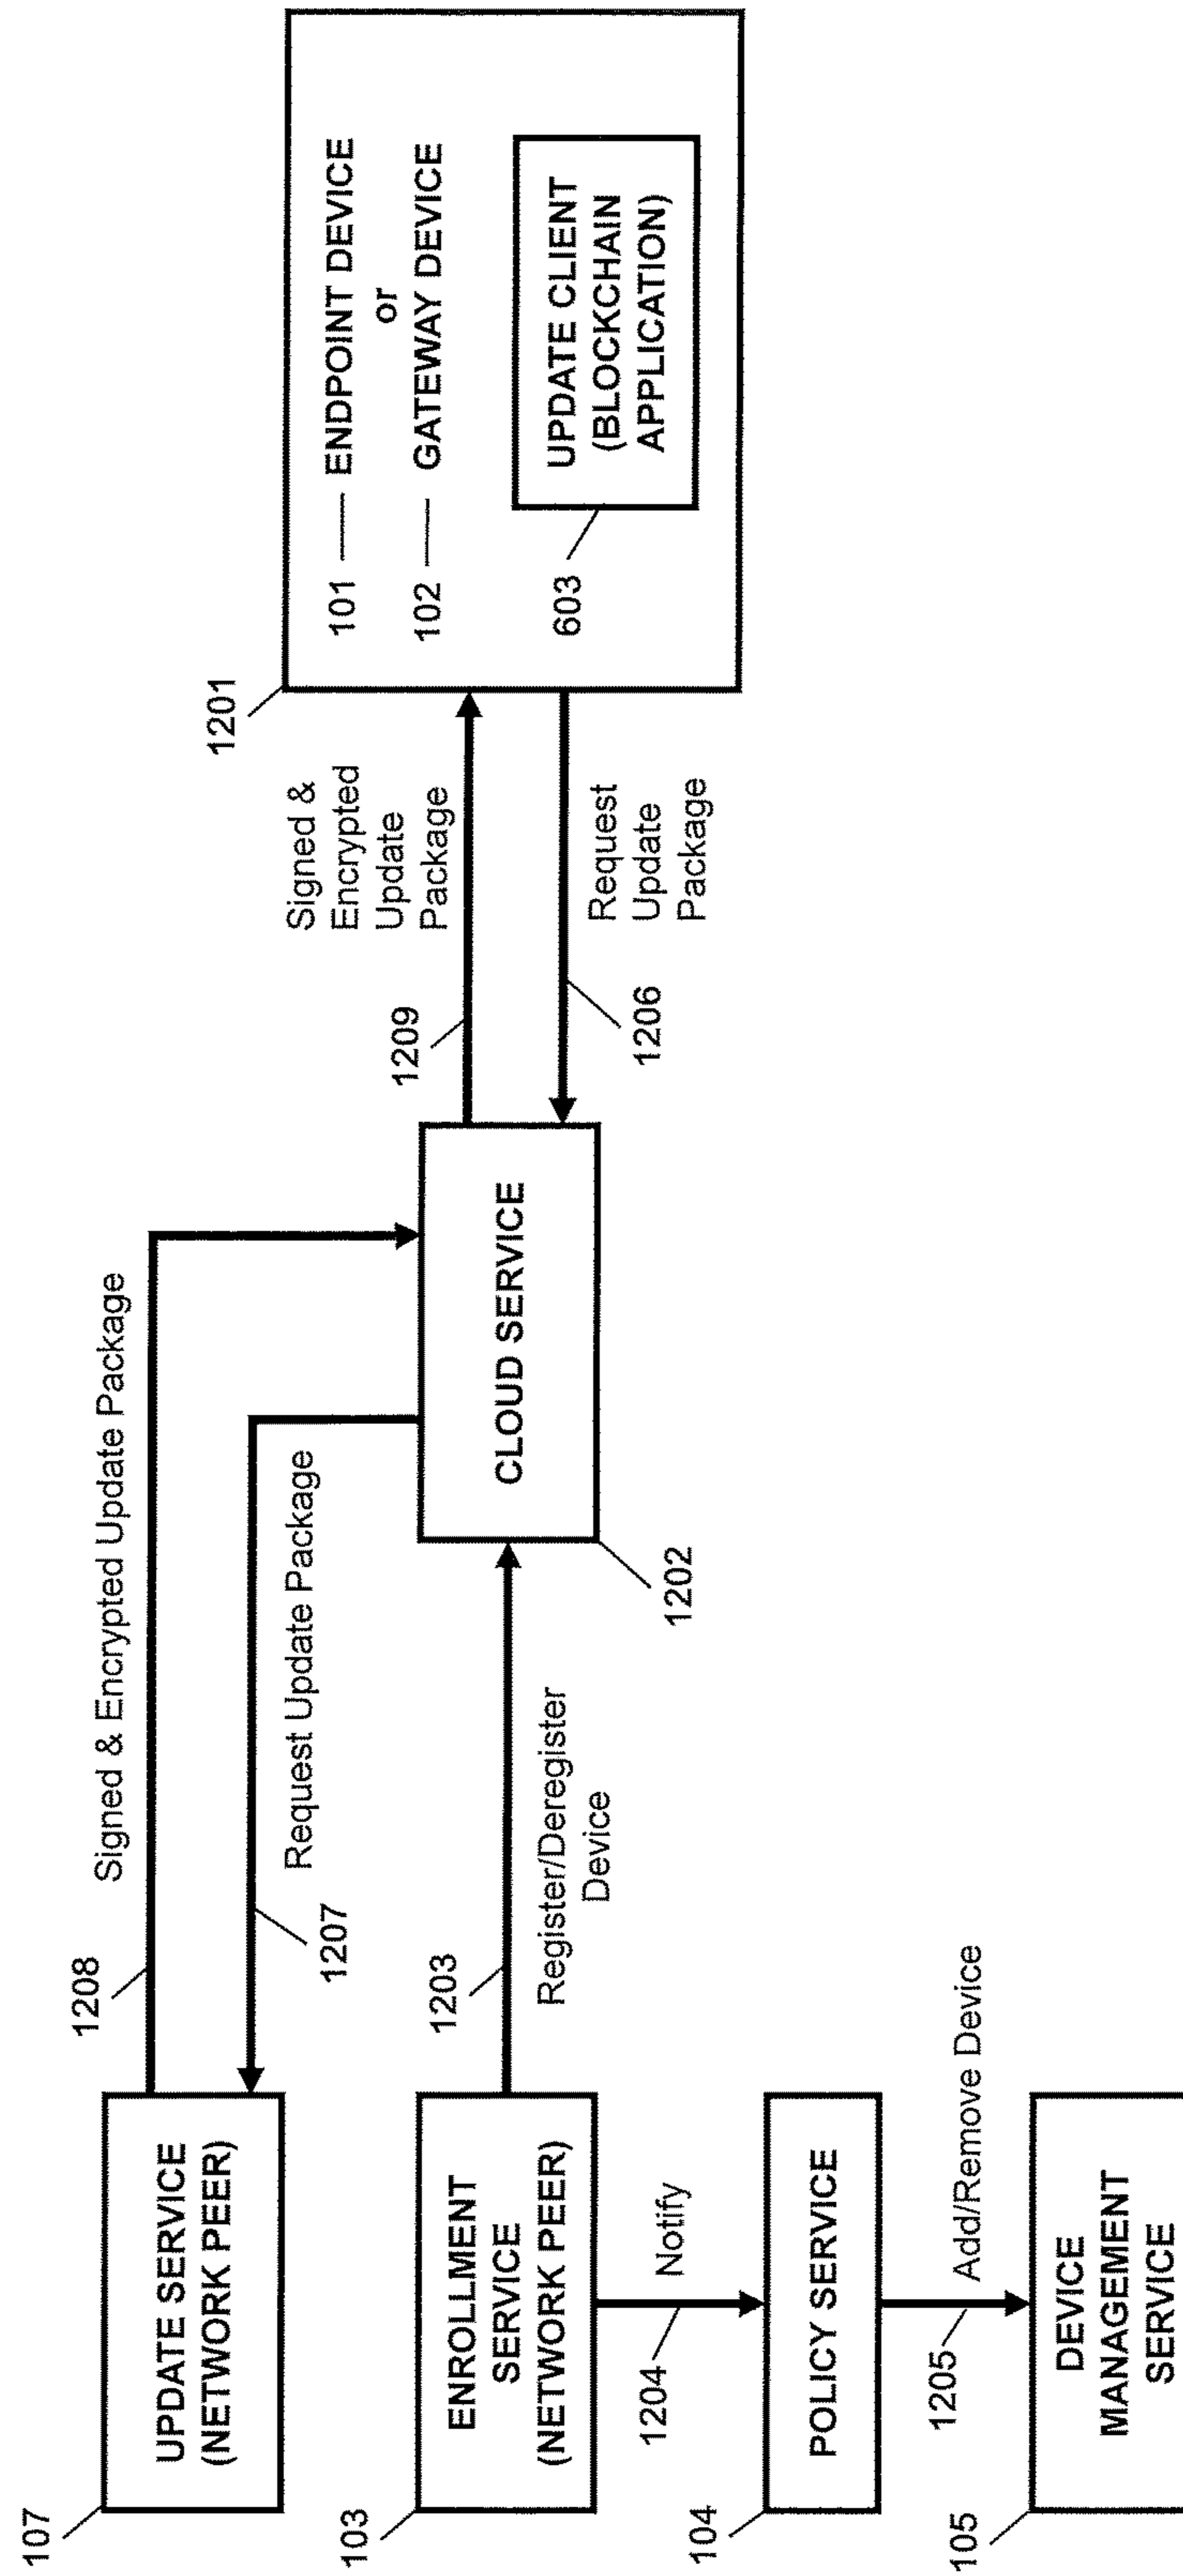 107
UPDATE SERVICE
(NETWORK PEER)
1208
Signed & Encrypted Update Package
1207
Request Update Package
103
ENROLLMENT
SERVICE
(NETWORK PEER)
1203
Register/Deregister
Device
1204
Notify
104
POLICY SERVICE
1205
Add/Remove Device
105
DEVICE
MANAGEMENT
SERVICE
CLOUD SERVICE
1202
1209
Signed &
Encrypted
Update
Package
1206
Request
Update
Package
1201
101
ENDPOINT DEVICE
or
102
GATEWAY DEVICE
603
UPDATE CLIENT
(BLOCKCHAIN
APPLICATION)